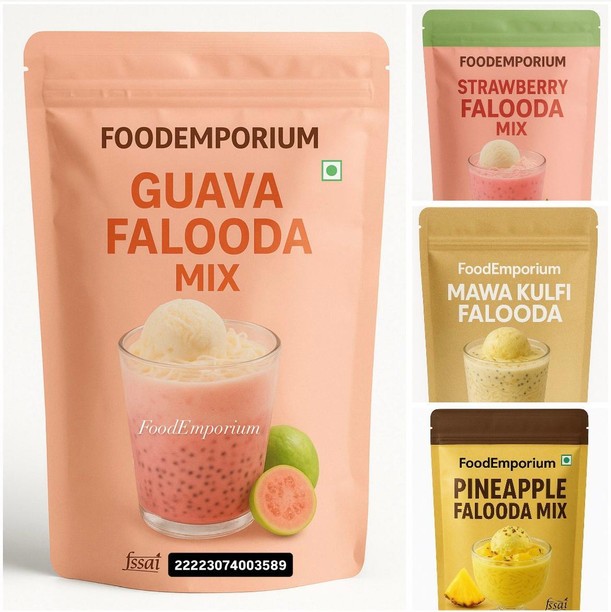 FOODEMPORIUM
GUAVA
FALOODA
MIX
FoodEmporium
fssai
22223074003589
FOODEMPORIUM
STRAWBERRY
FALOODA
MIX
FoodEmporium
MAWA KULFI
FALOODA
FoodEmporium
PINEAPPLE
FALOODA MIX
fssai